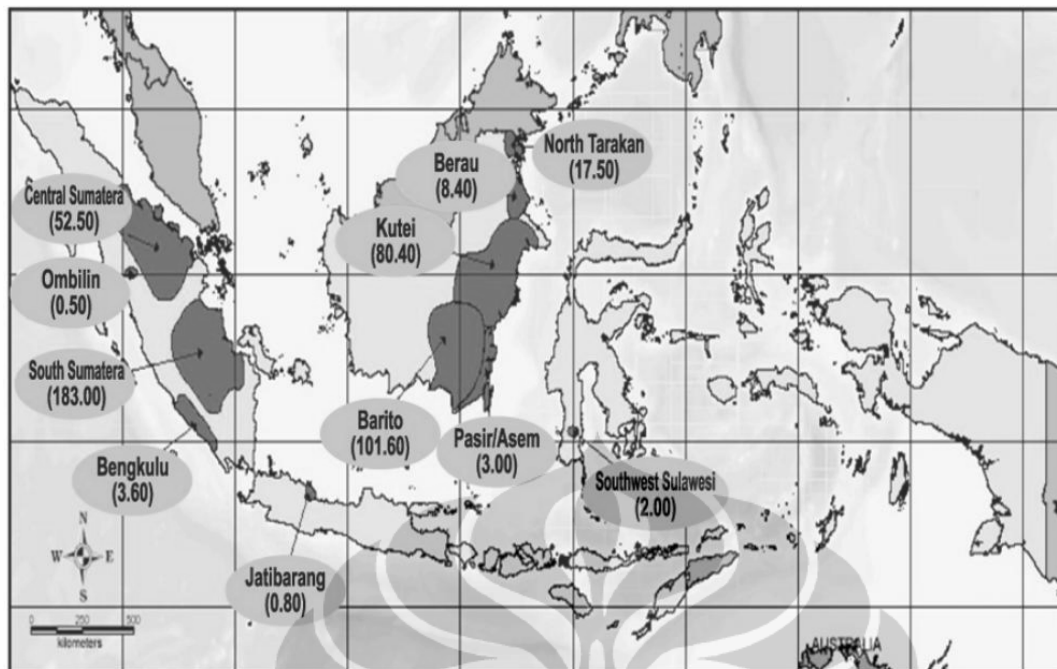 North Tarakan
(17.50)
Berau
(8.40)
Central Sumatera
(52.50)
Kutei
(80.40)
Ombilin
(0.50)
South Sumatera
(183.00)
Barito
(101.60)
Pasir/Asem
(3.00)
Bengkulu
(3.60)
Southwest Sulawesi
(2.00)
Jatibarang
(0.80)
N
W E
S
0 250 500
kilometers
AUSTRALIA